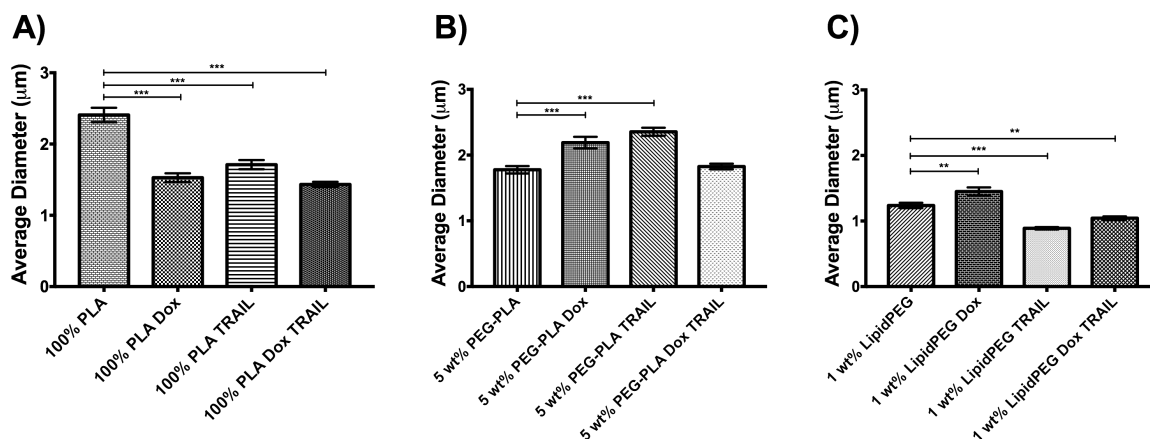 A)
Average Diameter (μm)
3
2
1
0
***
***
***
100% PLA
100% PLA Dox
100% PLA TRAIL
100% PLA Dox TRAIL
B)
Average Diameter (μm)
3
2
1
0
***
***
5 wt% PEG-PLA
5 wt% PEG-PLA Dox
5 wt% PEG-PLA TRAIL
5 wt% PEG-PLA Dox TRAIL
C)
Average Diameter (μm)
3
2
1
0
**
***
**
1 wt% LipidPEG
1 wt% LipidPEG Dox
1 wt% LipidPEG TRAIL
1 wt% LipidPEG Dox TRAIL